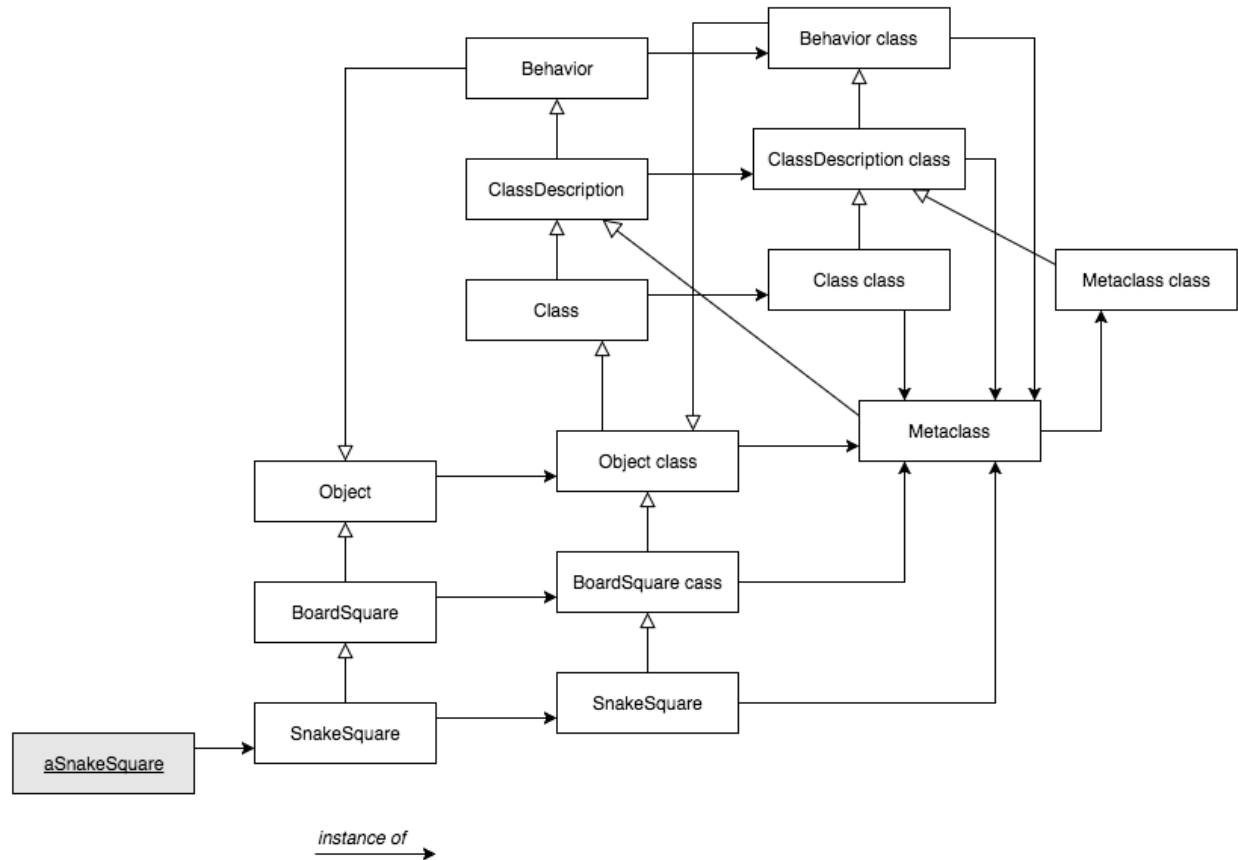 Behavior class
Behavior
ClassDescription class
ClassDescription
Class class
Metaclass class
Class
Metaclass
Object class
Object
BoardSquare cass
BoardSquare
SnakeSquare
SnakeSquare
aSnakeSquare
instance of